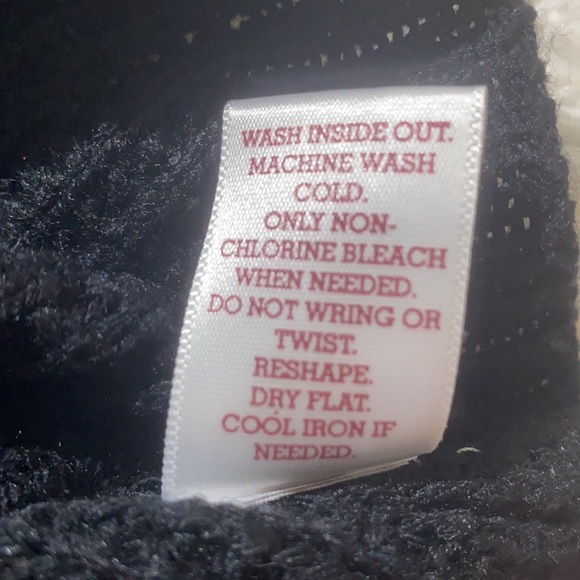 WASH INSIDE OUT.
MACHINE WASH
COLD.
ONLY NON-
CHLORINE BLEACH
WHEN NEEDED.
DO NOT WRING OR
TWIST.
RESHAPE.
DRY FLAT.
COOL IRON IF
NEEDED.